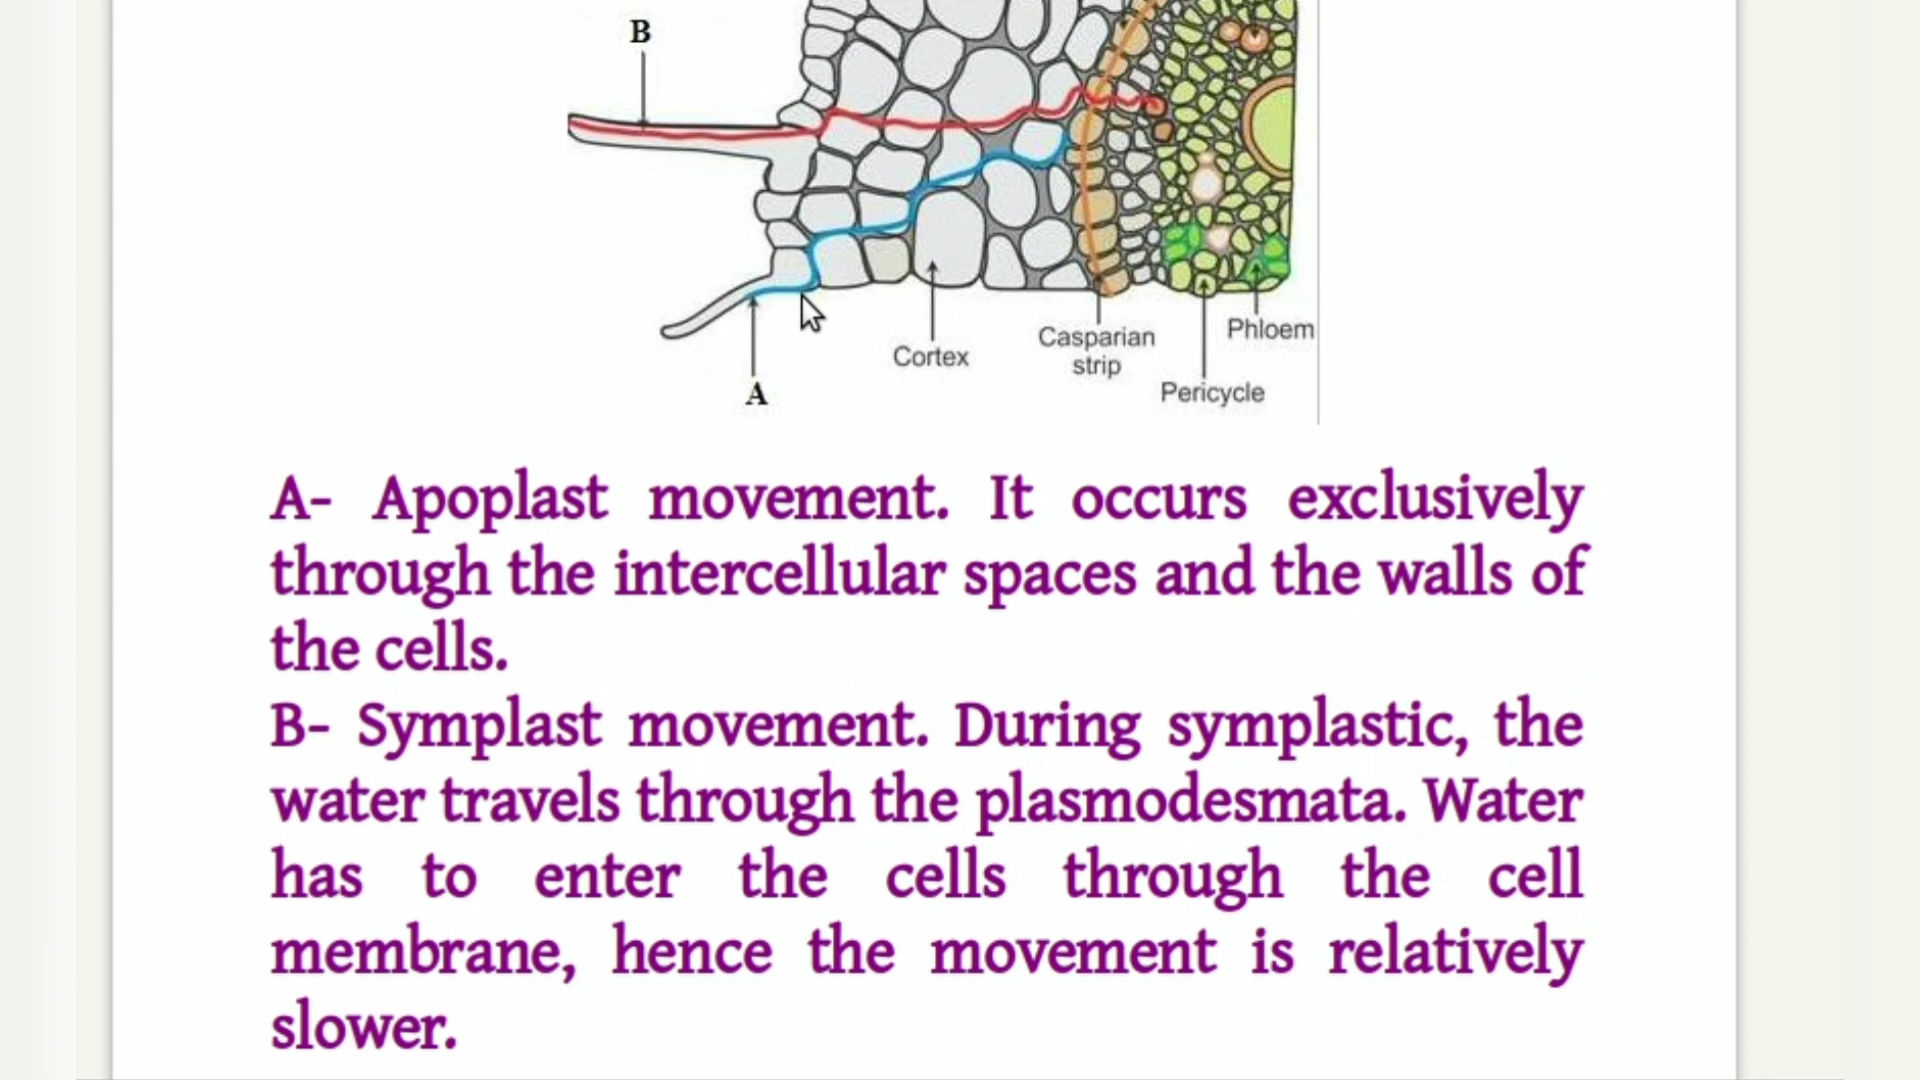 B
Cortex
Casparian
strip
Phloem
Pericycle
A
A- Apoplast movement. It occurs exclusively
through the intercellular spaces and the walls of
the cells.
B- Symplast movement. During symplastic, the
water travels through the plasmodesmata. Water
has to enter the cells through the cell
membrane, hence the movement is relatively
slower.